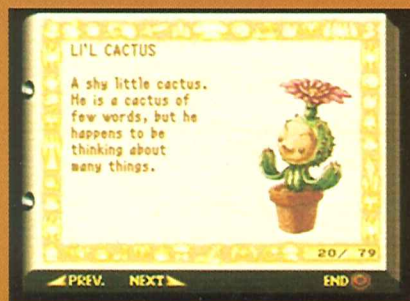 LI'L CACTUS
A shy little cactus.
He is a cactus of
few words, but he
happens to be
thinking about
many things.
20/ 79
PREV. NEXT END